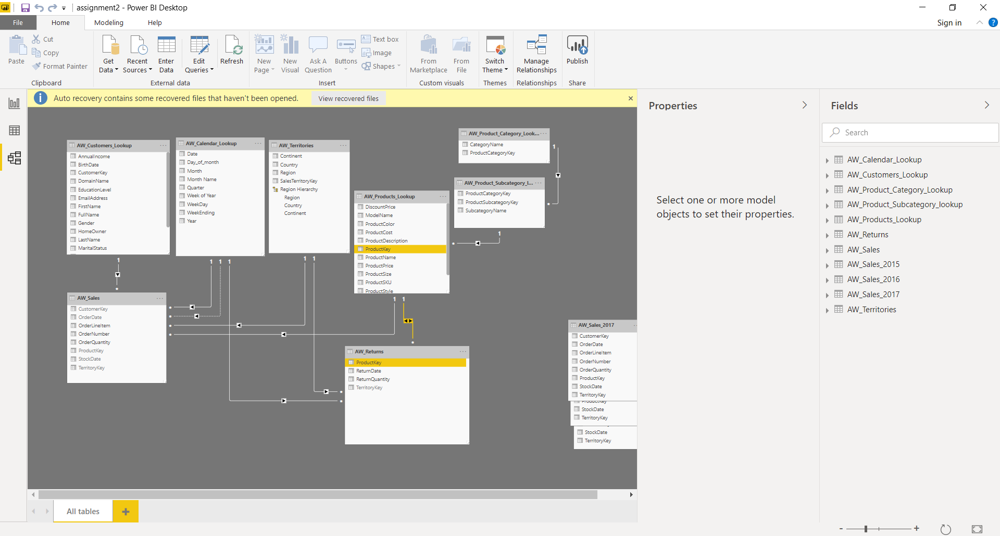 assignment2 - Power BI Desktop
File
Home
Modeling
Help
Sign in
Paste
Cut
Copy
Format Painter
Clipboard
Get Data
Recent Sources
Enter Data
Edit Queries
Refresh
External data
New Page
New Visual
Ask A Question
Buttons
Text box
Image
Shapes
Insert
From Marketplace
From File
Custom visuals
Switch Theme
Themes
Manage Relationships
Relationships
Publish
Share
Auto recovery contains some recovered files that haven't been opened.
View recovered files
AW_Customers_Lookup
AnnualIncome
BirthDate
CustomerKey
DomainName
EducationLevel
EmailAddress
FirstName
FullName
Gender
HomeOwner
LastName
MaritalStatus
AW_Calendar_Lookup
Date
Day_of_month
Month
Month Name
Quarter
Week of Year
WeekDay
WeekEnding
Year
AW_Territories
Continent
Country
Region
SalesTerritoryKey
Region Hierarchy
Region
Country
Continent
AW_Products_Lookup
DiscountPrice
ModelName
ProductColor
ProductCost
ProductDescription
ProductKey
ProductName
ProductPrice
ProductSize
ProductSKU
ProductStyle
AW_Product_Category_Look...
CategoryName
ProductCategoryKey
AW_Product_Subcategory_l...
ProductCategoryKey
ProductSubcategoryKey
SubcategoryName
1
*
1
*
1
*
1 1 1
1 1
1 1
*
*
*
*
*
*
*
AW_Sales
CustomerKey
OrderDate
OrderLineItem
OrderNumber
OrderQuantity
ProductKey
StockDate
TerritoryKey
AW_Returns
ProductKey
ReturnDate
ReturnQuantity
TerritoryKey
AW_Sales_2017
CustomerKey
OrderDate
OrderLineItem
OrderNumber
OrderQuantity
ProductKey
StockDate
TerritoryKey
ProductKey
StockDate
TerritoryKey
StockDate
TerritoryKey
All tables
Properties
Select one or more model
objects to set their properties.
Fields
Search
AW_Calendar_Lookup
AW_Customers_Lookup
AW_Product_Category_Lookup
AW_Product_Subcategory_lookup
AW_Products_Lookup
AW_Returns
AW_Sales
AW_Sales_2015
AW_Sales_2016
AW_Sales_2017
AW_Territories